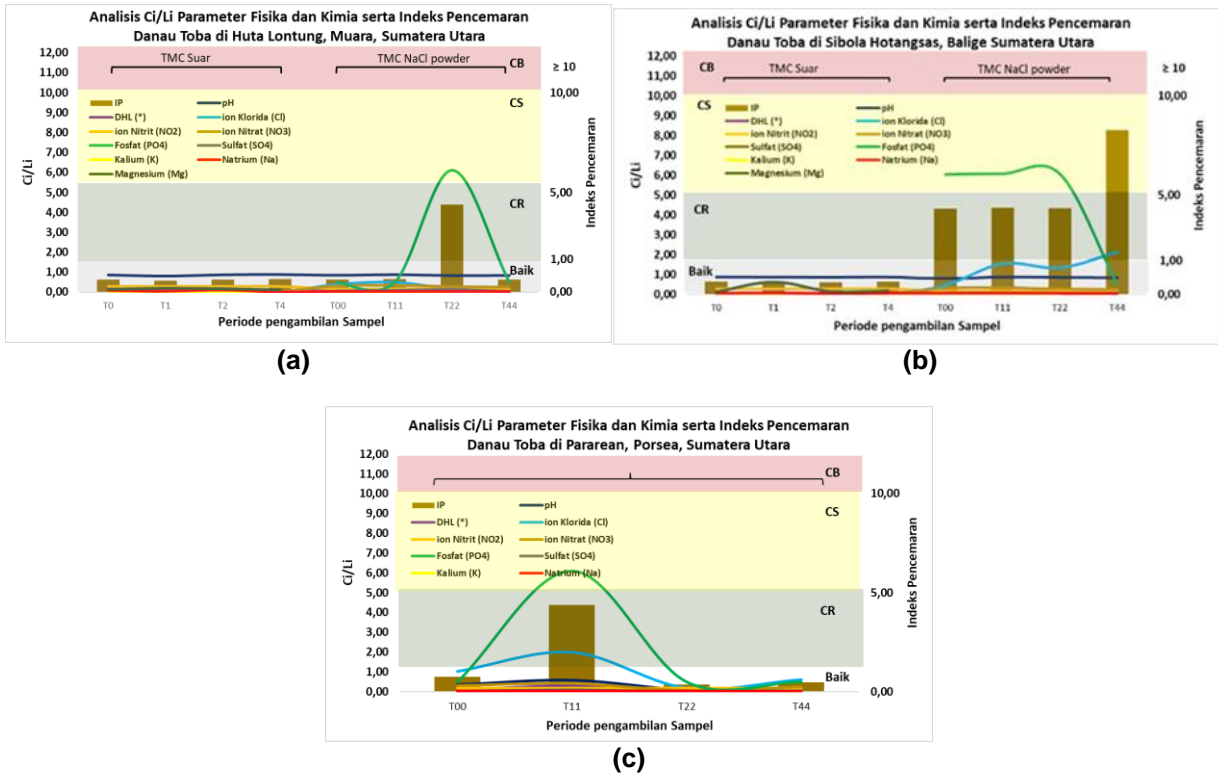 Analisis Ci/Li Parameter Fisika dan Kimia serta Indeks Pencemaran
Danau Toba di Huta Lontung, Muara, Sumatera Utara
12,00
11,00
10,00
9,00
8,00
7,00
6,00
5,00
4,00
3,00
2,00
1,00
0,00
Ci/Li
TMC Suar
TMC NaCl powder
CB
CS
CR
Baik
≥ 10
10,00
5,00
1,00
0,00
Indeks Pencemaran
IP
pH
DHL (*)
ion Klorida (Cl)
ion Nitrit (NO2)
ion Nitrat (NO3)
Fosfat (PO4)
Sulfat (SO4)
Kalium (K)
Natrium (Na)
Magnesium (Mg)
T0 T1 T2 T4 T00 T11 T22 T44
Periode pengambilan Sampel
(a)
Analisis Ci/Li Parameter Fisika dan Kimia serta Indeks Pencemaran
Danau Toba di Sibola Hotangsas, Balige Sumatera Utara
12,00
11,00
10,00
9,00
8,00
7,00
6,00
5,00
4,00
3,00
2,00
1,00
0,00
Ci/Li
TMC Suar
TMC NaCl powder
CB
CS
CR
Baik
≥ 10
10,00
5,00
1,00
0,00
Indeks Pencemaran
IP
pH
DHL (*)
ion Klorida (Cl)
ion Nitrit (NO2)
ion Nitrat (NO3)
Sulfat (SO4)
Fosfat (PO4)
Kalium (K)
Natrium (Na)
Magnesium (Mg)
T0 T1 T2 T4 T00 T11 T22 T44
Periode pengambilan Sampel
(b)
Analisis Ci/Li Parameter Fisika dan Kimia serta Indeks Pencemaran
Danau Toba di Pararean, Porsea, Sumatera Utara
12,00
11,00
10,00
9,00
8,00
7,00
6,00
5,00
4,00
3,00
2,00
1,00
0,00
Ci/Li
CB
CS
CR
Baik
10,00
5,00
0,00
Indeks Pencemaran
IP
pH
DHL (*)
ion Klorida (Cl)
ion Nitrit (NO2)
ion Nitrat (NO3)
Fosfat (PO4)
Sulfat (SO4)
Kalium (K)
Natrium (Na)
T00 T11 T22 T44
Periode pengambilan Sampel
(c)